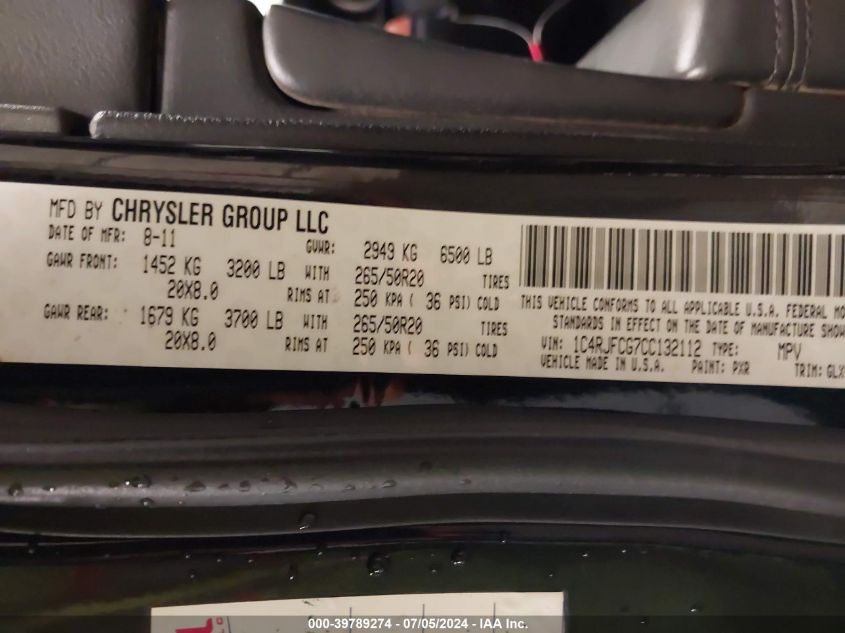 MFD BY CHRYSLER GROUP LLC
DATE OF MFR: 8-11 GVWR: 2949 KG 6500 LB
GAWR FRONT: 1452 KG 3200 LB WITH 265/50R20 TIRES
20X8.0 RIMS AT 250 KPA ( 36 PSI) COLD
GAWR REAR: 1679 KG 3700 LB WITH 265/50R20 TIRES
20X8.0 RIMS AT 250 KPA ( 36 PSI) COLD
THIS VEHICLE CONFORMS TO ALL APPLICABLE U.S.A. FEDERAL MO
STANDARDS IN EFFECT ON THE DATE OF MANUFACTURE SHOW
VIN: 1C4RJFCG7CC132112 TYPE: MPV
VEHICLE MADE IN U.S.A. PAINT: PXR TRIM: GLX
000-39789274 - 07/05/2024 - IAA Inc.